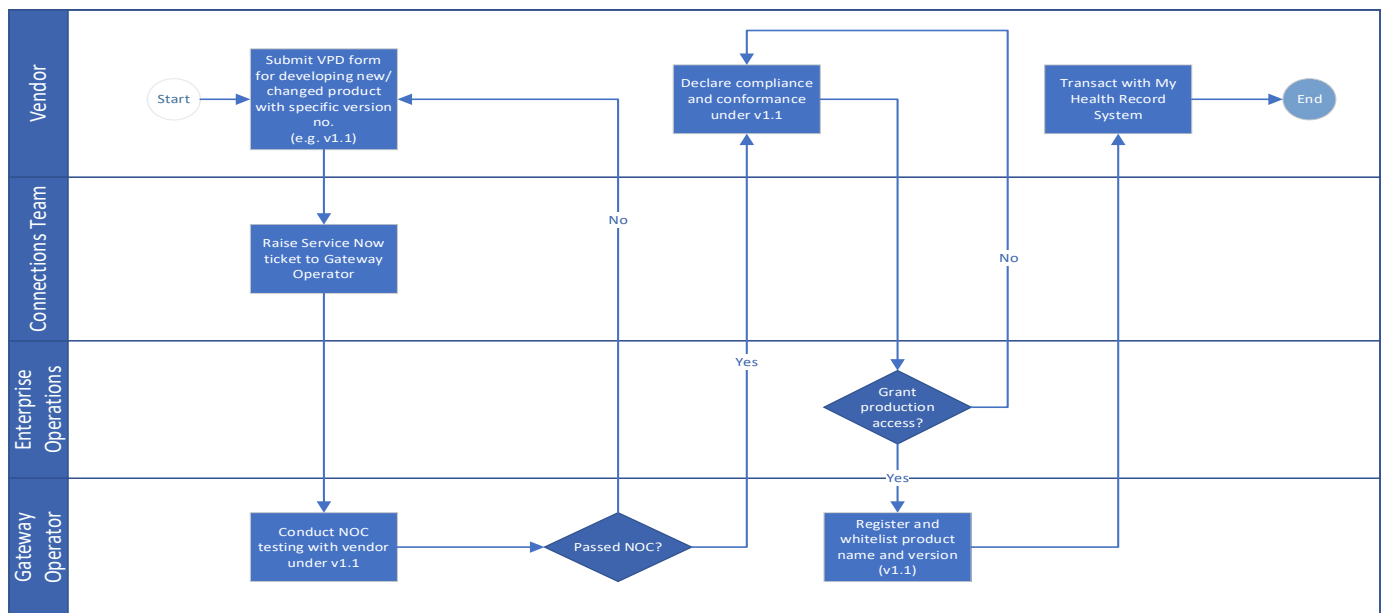 Vendor
Start
Submit VPD form
for developing new/
changed product
with specific version
no.
(e.g. v1.1)
Declare compliance
and conformance
under v1.1
Transact with My
Health Record
System
End
Connections Team
Raise Service Now
ticket to Gateway
Operator
No
No
Enterprise
Operations
Yes
Grant
production
access?
Yes
Gateway
Operator
Conduct NOC
testing with vendor
under v1.1
Passed NOC?
Register and
whitelist product
name and version
(v1.1)